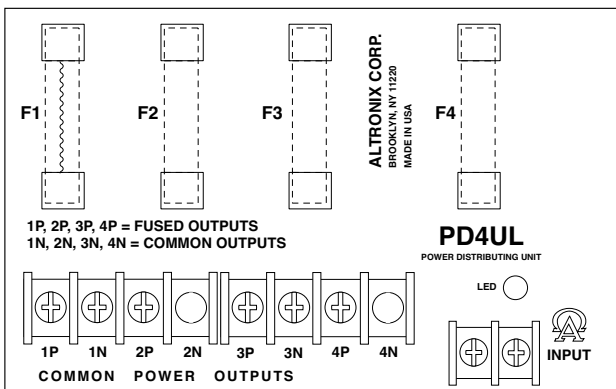 F1
F2
F3
F4
ALTRONIX CORP.
BROOKLYN, NY 11220
MADE IN USA
1P, 2P, 3P, 4P = FUSED OUTPUTS
1N, 2N, 3N, 4N = COMMON OUTPUTS
PD4UL
POWER DISTRIBUTING UNIT
LED
1P 1N 2P 2N 3P 3N 4P 4N
COMMON POWER OUTPUTS
INPUT